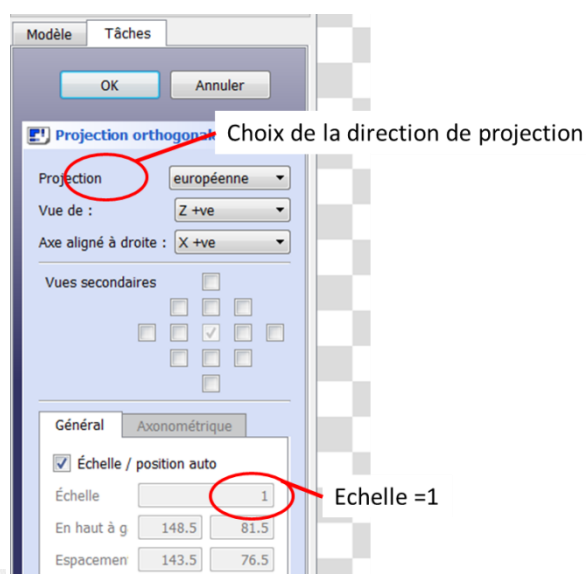 Modèle Tâches
OK Annuler
Projection orthogonal
Choix de la direction de projection
Projection européenne
Vue de : Z +ve
Axe aligné à droite : X +ve
Vues secondaires
Général Axonométrique
Échelle / position auto
Échelle 1
Echelle =1
En haut à g 148.5 81.5
Espacemen 143.5 76.5